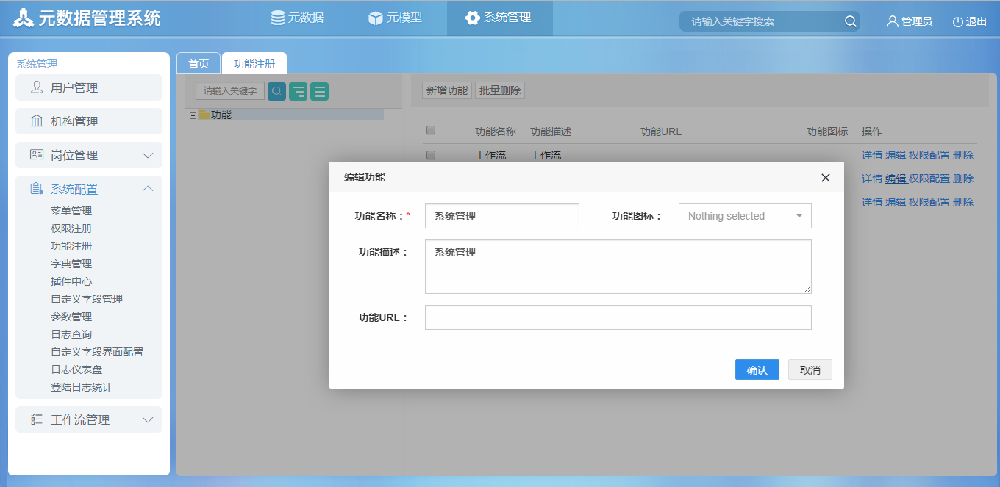 元数据管理系统
元数据
元模型
系统管理
请输入关键字搜索
管理员
退出
系统管理
用户管理
机构管理
岗位管理
系统配置
菜单管理
权限注册
功能注册
字典管理
插件中心
自定义字段管理
参数管理
日志查询
自定义字段界面配置
日志仪表盘
登陆日志统计
工作流管理
首页
功能注册
请输入关键字
功能
新增功能
批量删除
功能名称 功能描述 功能URL 功能图标 操作
工作流 工作流 详情 编辑 权限配置 删除
详情 编辑 权限配置 删除
详情 编辑 权限配置 删除
编辑功能
功能名称：* 系统管理
功能图标： Nothing selected
功能描述： 系统管理
功能URL：
确认
取消